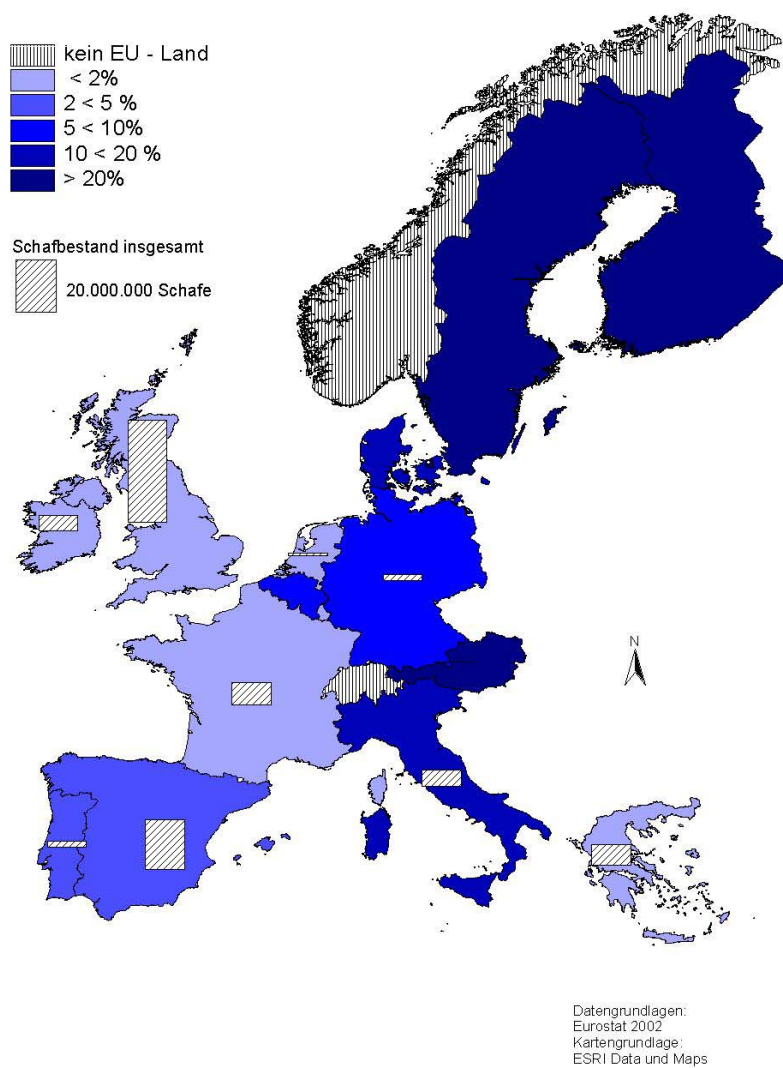 kein EU - Land
< 2%
2 < 5 %
5 < 10%
10 < 20 %
> 20%
Schafbestand insgesamt
20.000.000 Schafe
N
Datengrundlagen:
Eurostat 2002
Kartengrundlage:
ESRI Data und Maps